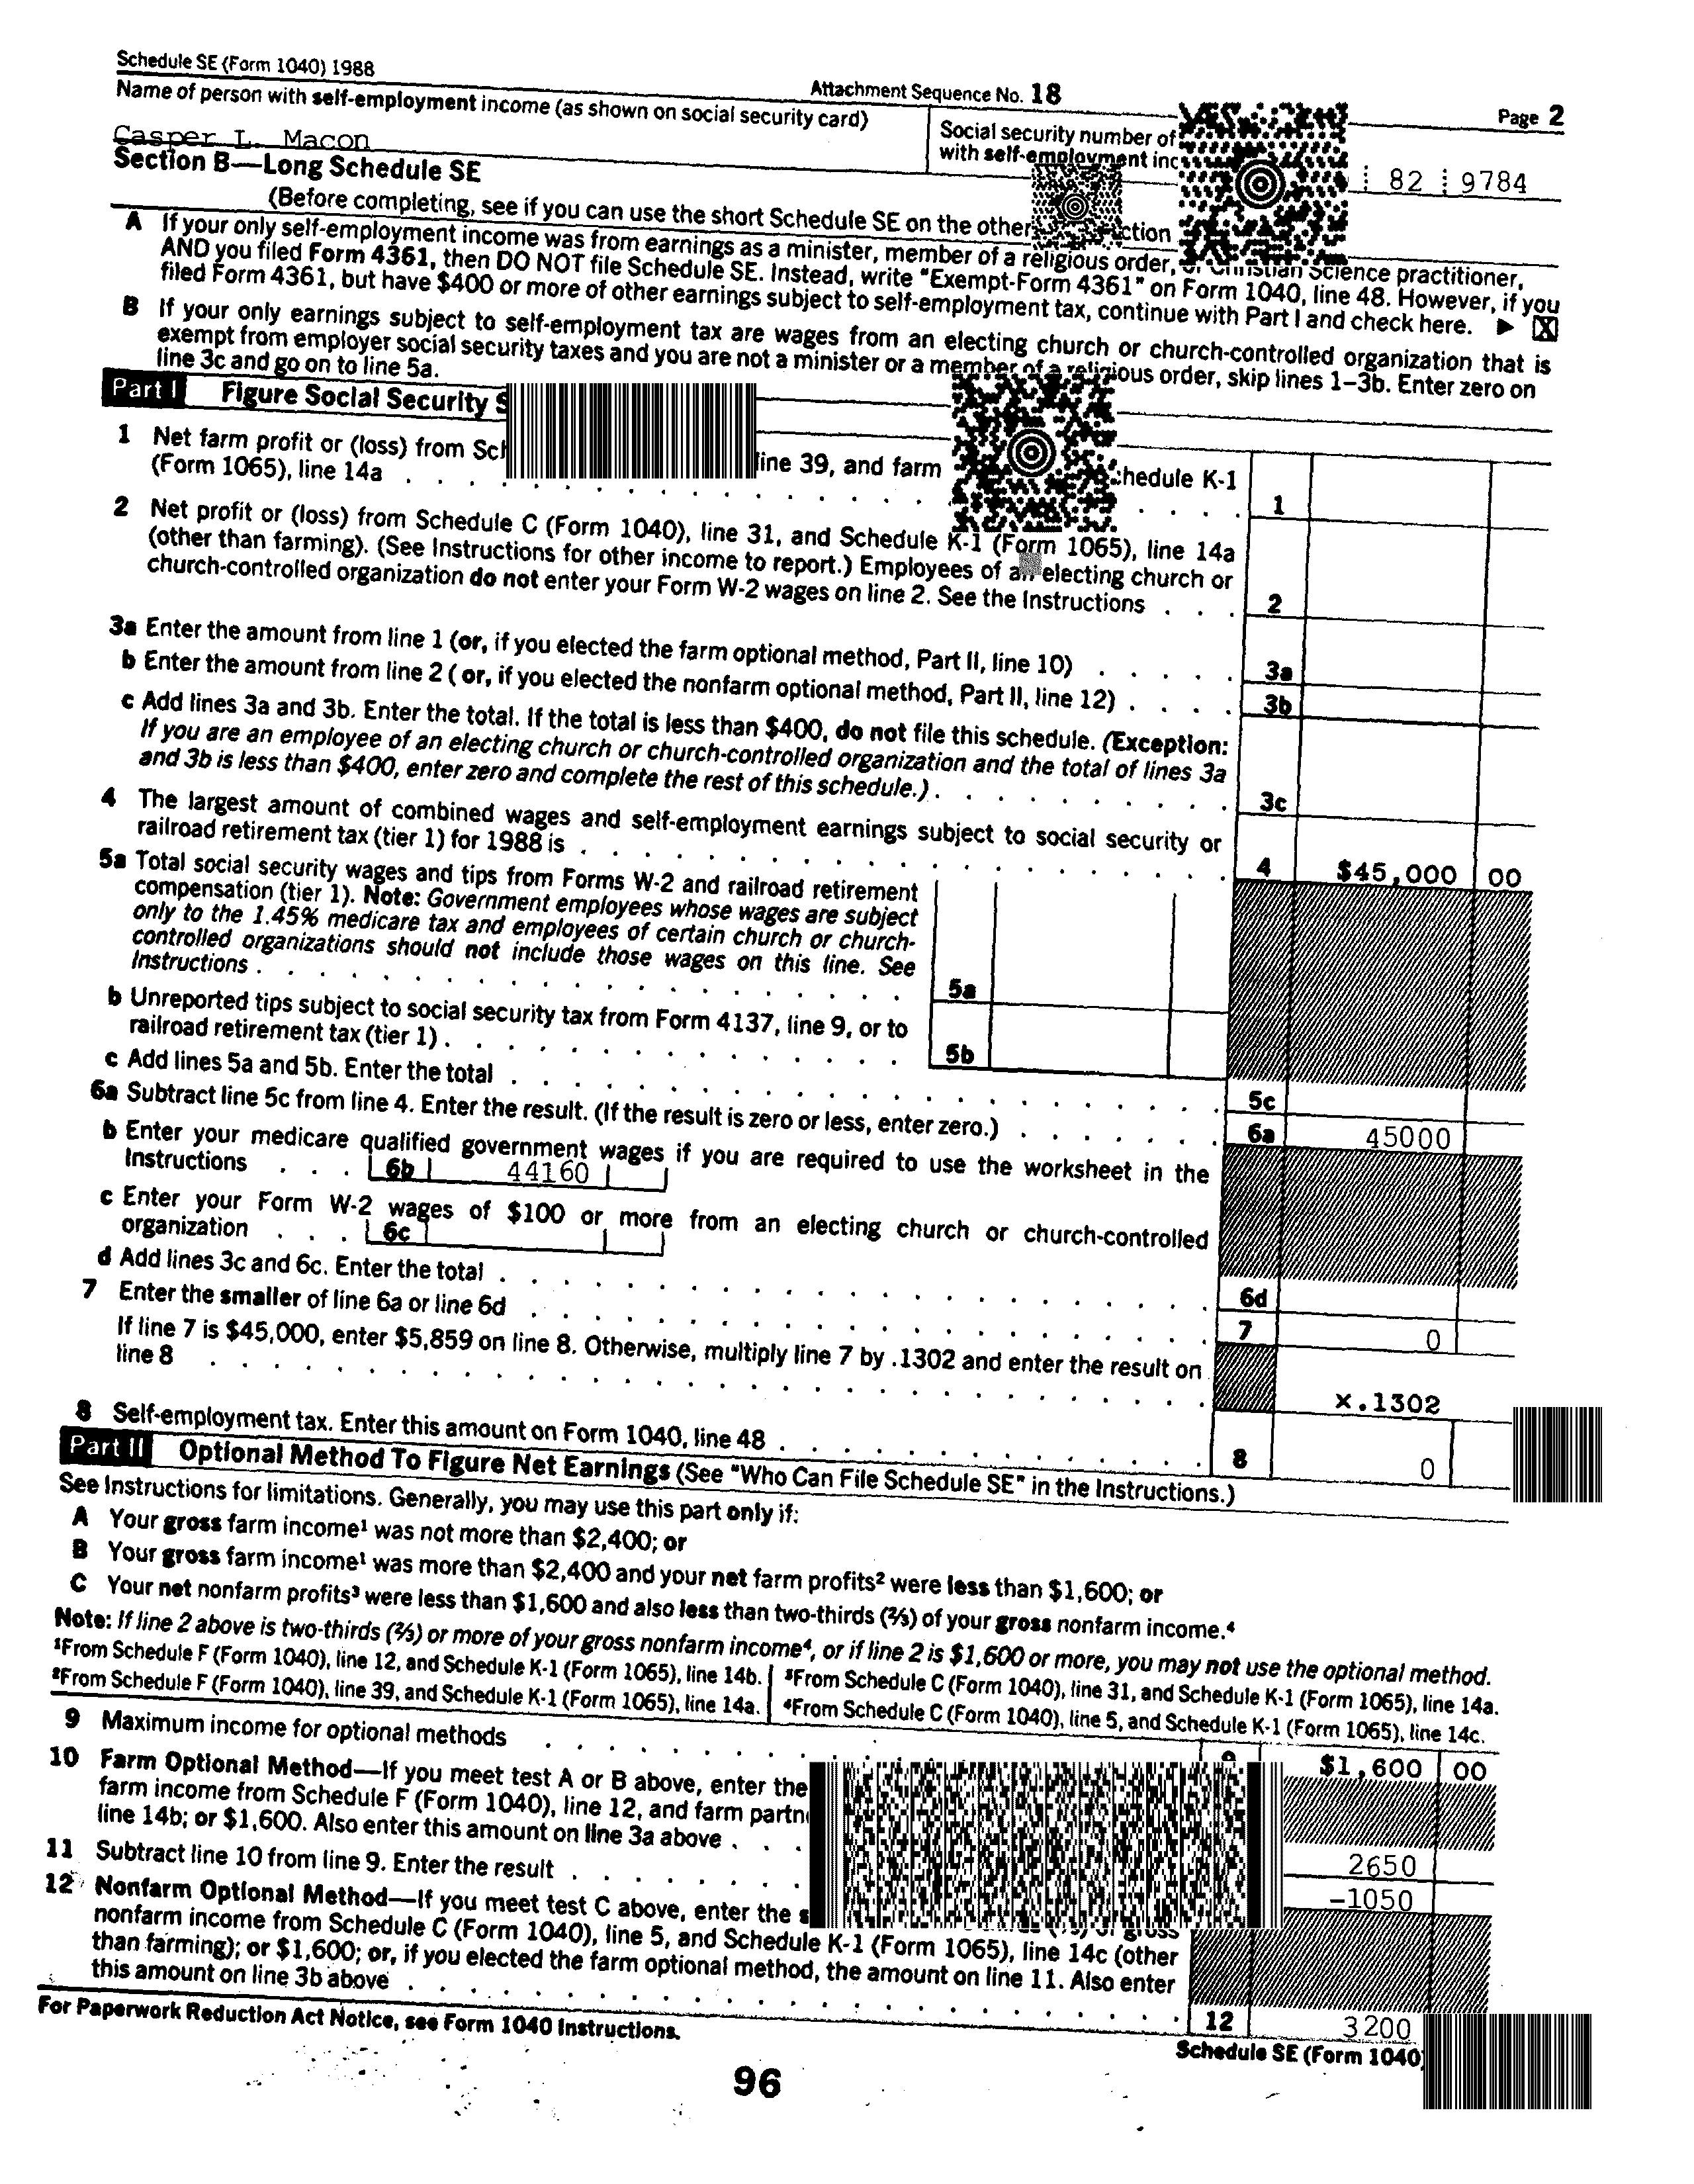 Schedule SE (Form 1040) 1988
Attachment Sequence No. 18
Page 2
Name of person with self-employment income (as shown on social security card)
Social security number of
with self-employment inc
Casper L. Macon
82 9784
Section B—Long Schedule SE
(Before completing, see if you can use the short Schedule SE on the other
A If your only self-employment income was from earnings as a minister, member of a religious order, or Christian Science practitioner,
AND you filed Form 4361, then DO NOT file Schedule SE. Instead, write "Exempt-Form 4361" on Form 1040, line 48. However, if you
filed Form 4361, but have $400 or more of other earnings subject to self-employment tax, continue with Part I and check here. ► X
B If your only earnings subject to self-employment tax are wages from an electing church or church-controlled organization that is
exempt from employer social security taxes and you are not a minister or a member of a religious order, skip lines 1–3b. Enter zero on
line 3c and go on to line 5a.
Part I Figure Social Security
1 Net farm profit or (loss) from line 39, and farm
(Form 1065), line 14a . . . . 1
K-1
2 Net profit or (loss) from Schedule C (Form 1040), line 31, and Schedule K-1 (Form 1065), line 14a
(other than farming). (See Instructions for other income to report.) Employees of an electing church or
church-controlled organization do not enter your Form W-2 wages on line 2. See the Instructions . . . 2
3a Enter the amount from line 1 (or, if you elected the farm optional method, Part II, line 10) . . . . . 3a
b Enter the amount from line 2 ( or, if you elected the nonfarm optional method, Part II, line 12) . . . . 3b
c Add lines 3a and 3b. Enter the total. If the total is less than $400, do not file this schedule. (Exception:
If you are an employee of an electing church or church-controlled organization and the total of lines 3a
and 3b is less than $400, enter zero and complete the rest of this schedule.) . . . . . . . . . 3c
4 The largest amount of combined wages and self-employment earnings subject to social security or
railroad retirement tax (tier 1) for 1988 is . . . . 4 $45,000 00
5a Total social security wages and tips from Forms W-2 and railroad retirement
compensation (tier 1). Note: Government employees whose wages are subject
only to the 1.45% medicare tax and employees of certain church or church-
controlled organizations should not include those wages on this line. See
Instructions . . . . 5a
b Unreported tips subject to social security tax from Form 4137, line 9, or to
railroad retirement tax (tier 1) . . . . 5b
c Add lines 5a and 5b. Enter the total . . . . 5c
6a Subtract line 5c from line 4. Enter the result. (If the result is zero or less, enter zero.) . . . . 6a 45000
b Enter your medicare qualified government wages if you are required to use the worksheet in the
Instructions . . . 6b 44160
c Enter your Form W-2 wages of $100 or more from an electing church or church-controlled
organization . . . 6c
d Add lines 3c and 6c. Enter the total . . . . 6d
7 Enter the smaller of line 6a or line 6d . . . . 7 0
If line 7 is $45,000, enter $5,859 on line 8. Otherwise, multiply line 7 by .1302 and enter the result on
line 8 . . . . x.1302
8 Self-employment tax. Enter this amount on Form 1040, line 48 . . . . 8 0
Part II Optional Method To Figure Net Earnings (See "Who Can File Schedule SE" in the Instructions.)
See Instructions for limitations. Generally, you may use this part only if:
A Your gross farm income¹ was not more than $2,400; or
B Your gross farm income¹ was more than $2,400 and your net farm profits² were less than $1,600; or
C Your net nonfarm profits³ were less than $1,600 and also less than two-thirds (⅔) of your gross nonfarm income.⁴
Note: If line 2 above is two-thirds (⅔) or more of your gross nonfarm income⁴, or if line 2 is $1,600 or more, you may not use the optional method.
¹From Schedule F (Form 1040), line 12, and Schedule K-1 (Form 1065), line 14b.
²From Schedule F (Form 1040), line 39, and Schedule K-1 (Form 1065), line 14a.
³From Schedule C (Form 1040), line 31, and Schedule K-1 (Form 1065), line 14a.
⁴From Schedule C (Form 1040), line 5, and Schedule K-1 (Form 1065), line 14c.
9 Maximum income for optional methods . . . . $1,600 00
10 Farm Optional Method—If you meet test A or B above, enter the
farm income from Schedule F (Form 1040), line 12, and farm
line 14b; or $1,600. Also enter this amount on line 3a above . . . 2650
11 Subtract line 10 from line 9. Enter the result . . . . -1050
12 Nonfarm Optional Method—If you meet test C above, enter the
nonfarm income from Schedule C (Form 1040), line 5, and Schedule K-1 (Form 1065), line 14c (other
than farming); or $1,600; or, if you elected the farm optional method, the amount on line 11. Also enter
this amount on line 3b above . . . . 12 3200
For Paperwork Reduction Act Notice, see Form 1040 Instructions.
Schedule SE (Form 1040)
96